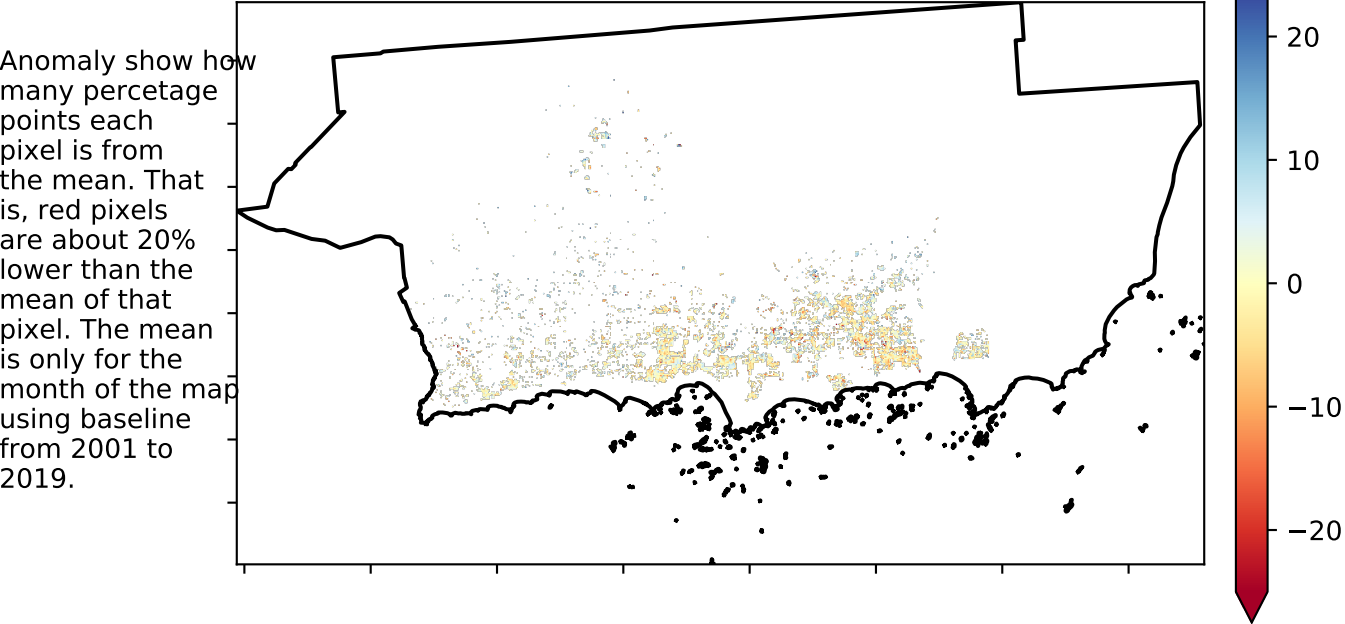 Anomaly show how
many percetage
points each
pixel is from
the mean. That
is, red pixels
are about 20%
lower than the
mean of that
pixel. The mean
is only for the
month of the map
using baseline
from 2001 to
2019.
20
10
0
−10
−20